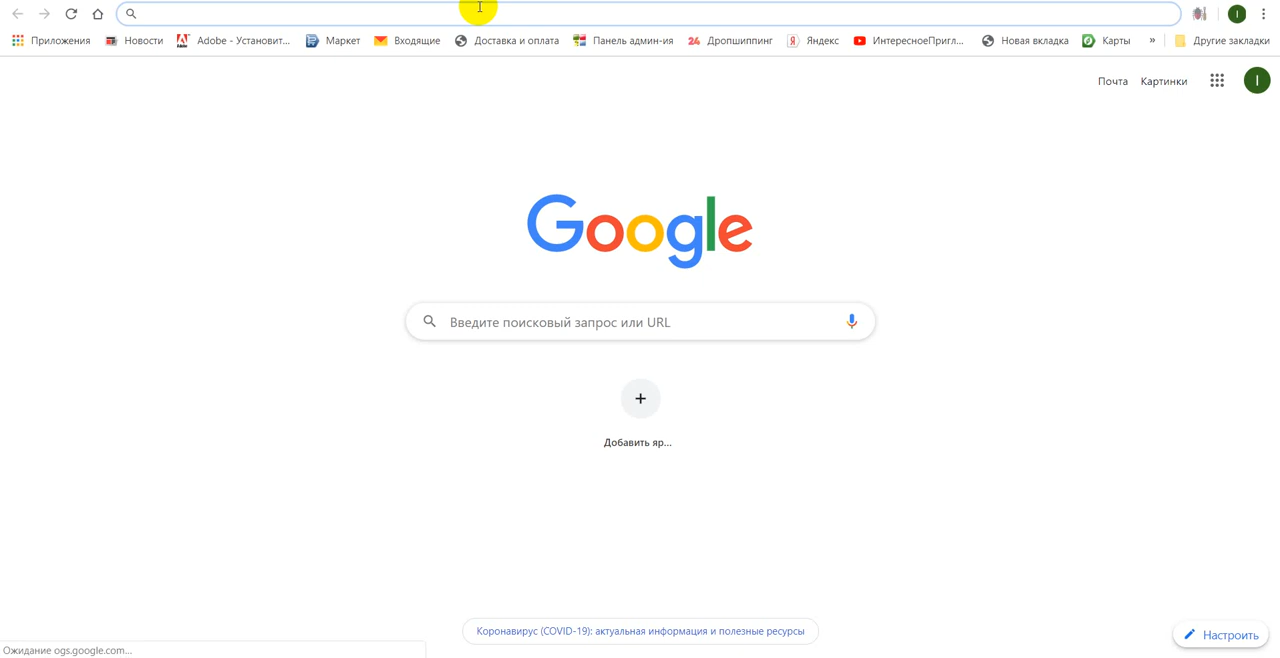 Приложения
Новости
Adobe - Установит...
Маркет
Входящие
Доставка и оплата
Панель админ-ия
24 Дропшиппинг
Я Яндекс
ИнтересноеПригл...
Новая вкладка
Карты
»
Другие закладки
I
Почта
Картинки
I
Google
Введите поисковый запрос или URL
Добавить яр...
Коронавирус (COVID-19): актуальная информация и полезные ресурсы
Настроить
Ожидание ogs.google.com...